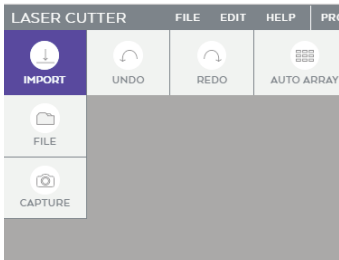 LASER CUTTER FILE EDIT HELP
IMPORT UNDO REDO AUTO ARRAY
FILE
CAPTURE